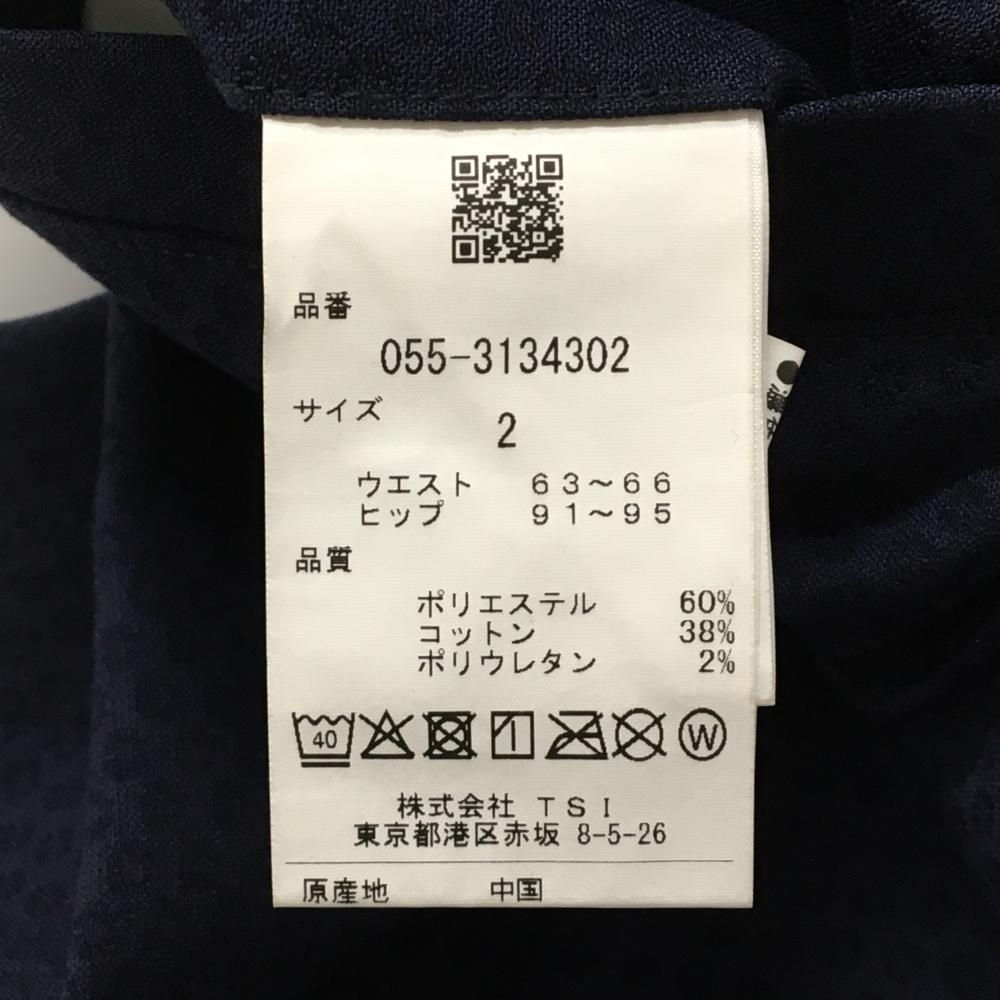 品番
055-3134302
サイズ
2
ウエスト 63〜66
ヒップ 91〜95
品質
ポリエステル 60%
コットン 38%
ポリウレタン 2%
40
W
株式会社 TSI
東京都港区赤坂 8-5-26
原産地 中国